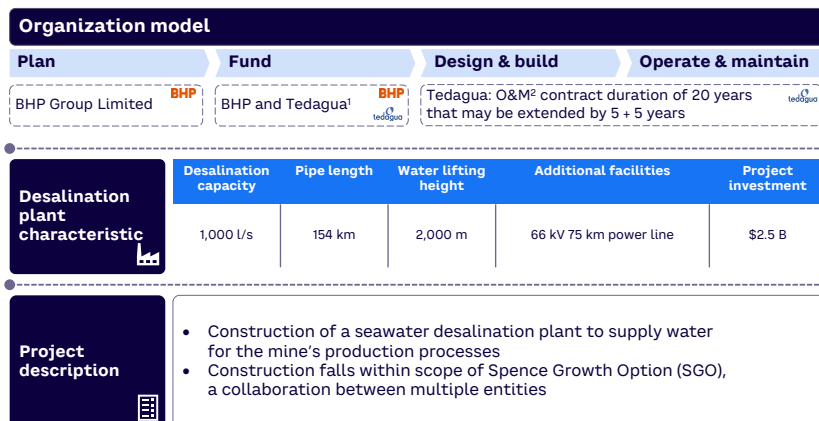 Organization model
Plan
Fund
Design & build
Operate & maintain
BHP Group Limited
BHP
BHP and Tedagua¹
BHP
tedagua
Tedagua: O&M² contract duration of 20 years
that may be extended by 5 + 5 years
tedagua
Desalination
plant
characteristic
Desalination
capacity
Pipe length
Water lifting
height
Additional facilities
Project
investment
1,000 l/s
154 km
2,000 m
66 kV 75 km power line
$2.5 B
Project
description
• Construction of a seawater desalination plant to supply water
for the mine's production processes
• Construction falls within scope of Spence Growth Option (SGO),
a collaboration between multiple entities